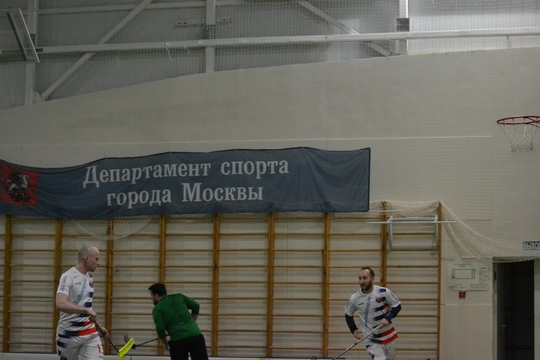 Департамент спорта
города Москвы